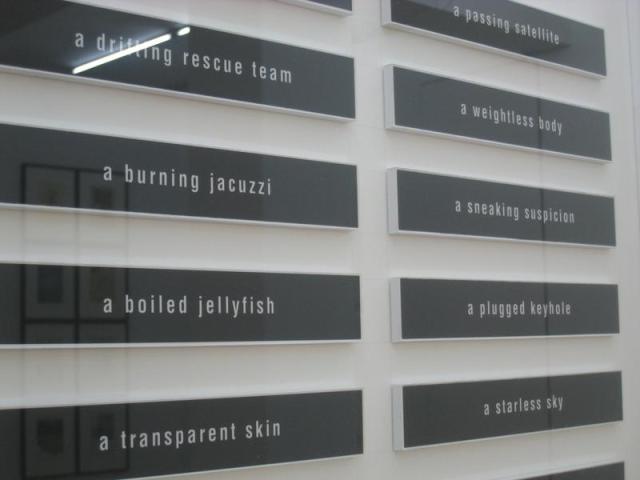 a drifting rescue team
a burning jacuzzi
a boiled jellyfish
a transparent skin
a passing satellite
a weightless body
a sneaking suspicion
a plugged keyhole
a starless sky